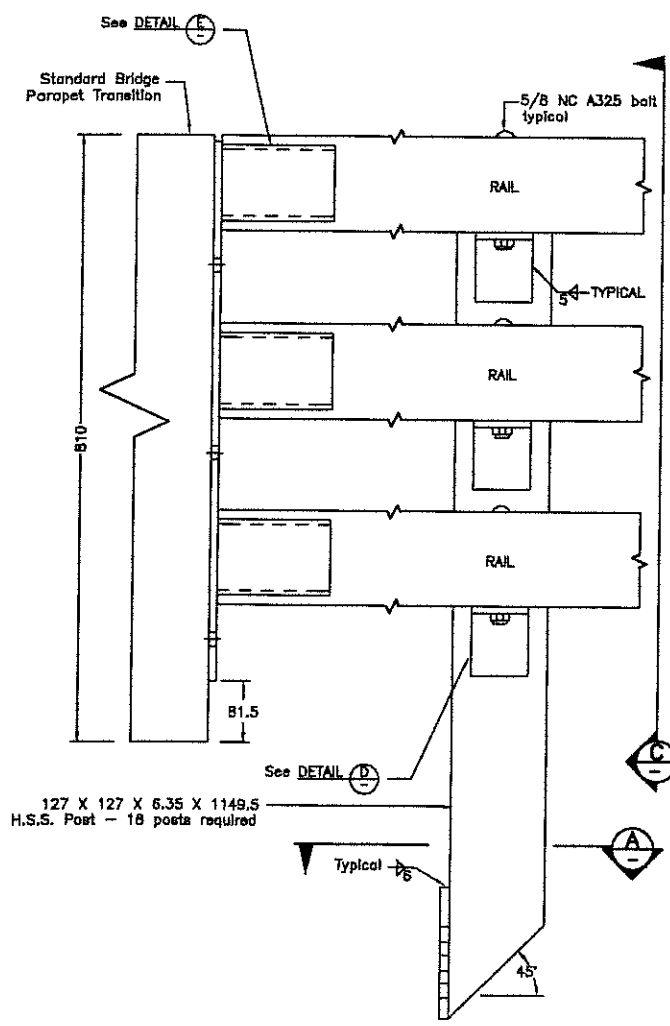 See DETAIL E
-
Standard Bridge
Parapet Transition
5/8 NC A325 bolt
typical
RAIL
5 TYPICAL
RAIL
810
RAIL
81.5
See DETAIL D
-
C
-
127 X 127 X 6.35 X 1149.5
H.S.S. Post – 18 posts required
A
-
Typical 6
45°